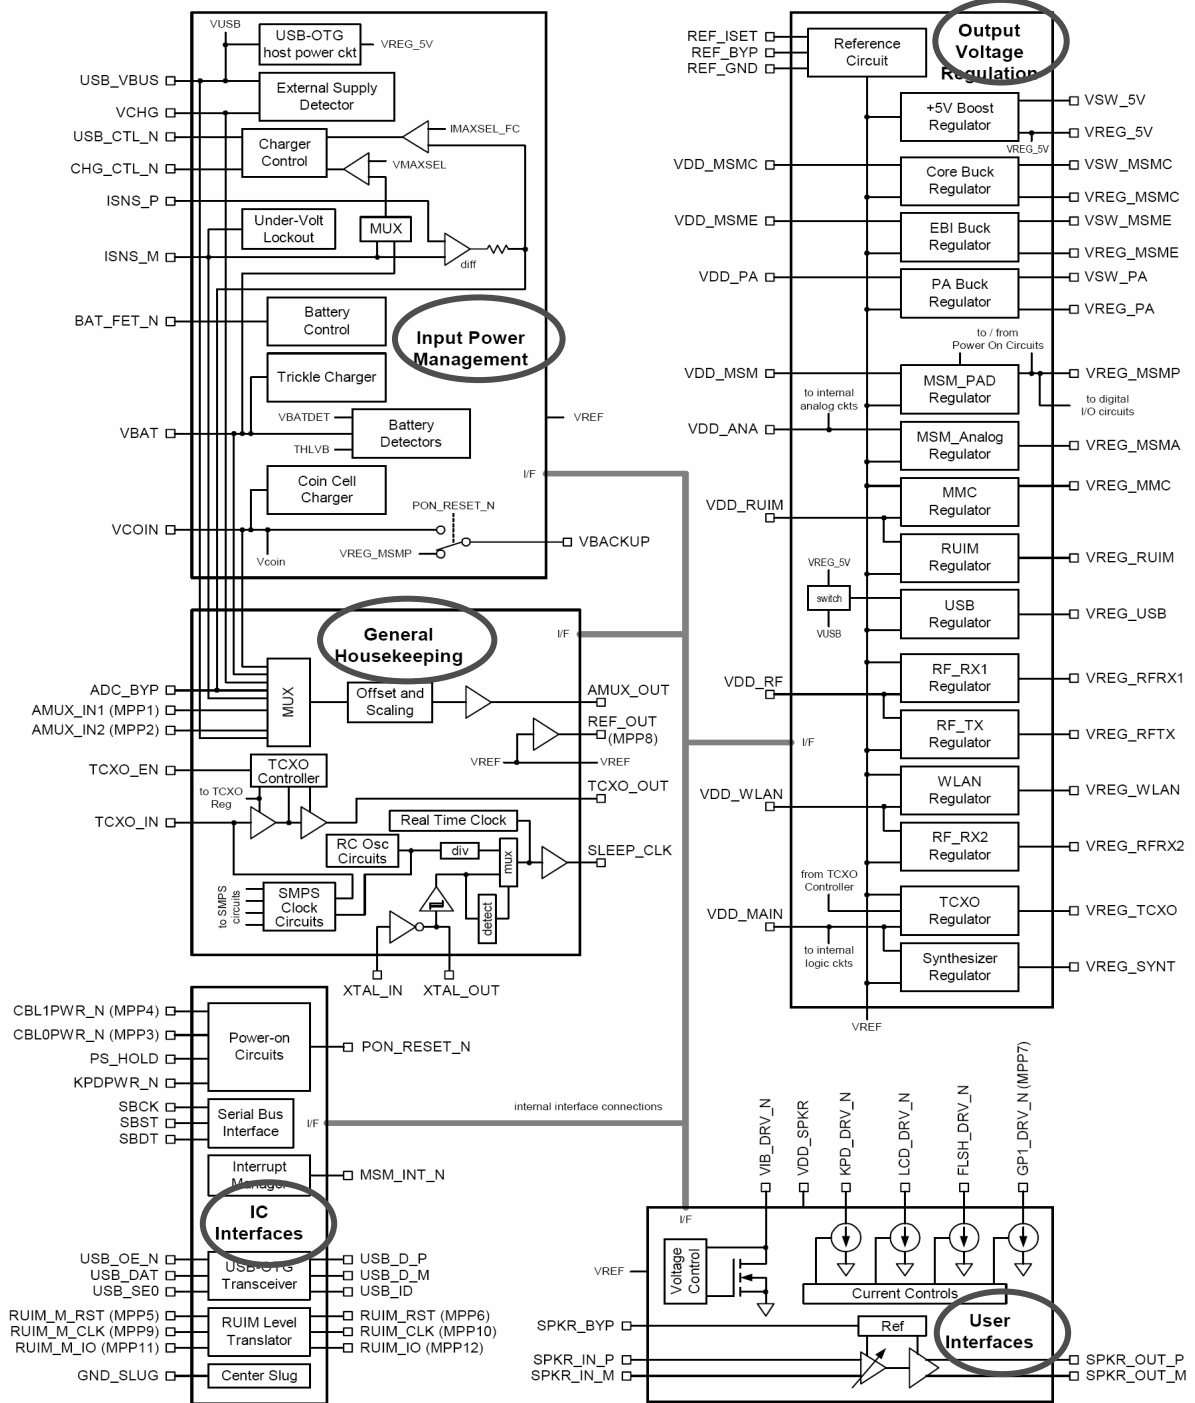 VUSB
USB-OTG
host power ckt
VREG_5V
USB_VBUS
External Supply
Detector
VCHG
USB_CTL_N
Charger
Control
IMAXSEL_FC
CHG_CTL_N
VMAXSEL
ISNS_P
Under-Volt
Lockout
MUX
ISNS_M
diff
BAT_FET_N
Battery
Control
Input Power
Management
Trickle Charger
VBATDET
Battery
Detectors
VREF
VBAT
THLVB
Coin Cell
Charger
I/F
PON_RESET_N
VCOIN
Vcoin
VREG_MSMP
VBACKUP
General
Housekeeping
I/F
ADC_BYP
AMUX_IN1 (MPP1)
AMUX_IN2 (MPP2)
MUX
Offset and
Scaling
AMUX_OUT
REF_OUT
(MPP8)
VREF
VREF
TCXO_EN
TCXO
Controller
to TCXO
Reg
TCXO_OUT
TCXO_IN
Real Time Clock
RC Osc
Circuits
div
mux
SLEEP_CLK
to SMPS
circuits
SMPS
Clock
Circuits
detect
XTAL_IN
XTAL_OUT
CBL1PWR_N (MPP4)
CBL0PWR_N (MPP3)
PS_HOLD
KPDPWR_N
Power-on
Circuits
PON_RESET_N
SBCK
SBST
SBDT
Serial Bus
Interface
I/F
internal interface connections
Interrupt
Manager
MSM_INT_N
IC
Interfaces
USB_OE_N
USB_DAT
USB_SE0
USB-OTG
Transceiver
USB_D_P
USB_D_M
USB_ID
RUIM_M_RST (MPP5)
RUIM_M_CLK (MPP9)
RUIM_M_IO (MPP11)
RUIM Level
Translator
RUIM_RST (MPP6)
RUIM_CLK (MPP10)
RUIM_IO (MPP12)
GND_SLUG
Center Slug
REF_ISET
REF_BYP
REF_GND
Reference
Circuit
Output
Voltage
Regulation
+5V Boost
Regulator
VSW_5V
VREG_5V
VREG_5V
VDD_MSMC
Core Buck
Regulator
VSW_MSMC
VREG_MSMC
VDD_MSME
EBI Buck
Regulator
VSW_MSME
VREG_MSME
VDD_PA
PA Buck
Regulator
VSW_PA
VREG_PA
to / from
Power On Circuits
VDD_MSM
MSM_PAD
Regulator
VREG_MSMP
to digital
I/O circuits
to internal
analog ckts
VDD_ANA
MSM_Analog
Regulator
VREG_MSMA
MMC
Regulator
VREG_MMC
VDD_RUIM
RUIM
Regulator
VREG_RUIM
VREG_5V
switch
VUSB
USB
Regulator
VREG_USB
VDD_RF
RF_RX1
Regulator
VREG_RFRX1
RF_TX
Regulator
VREG_RFTX
I/F
VDD_WLAN
WLAN
Regulator
VREG_WLAN
RF_RX2
Regulator
VREG_RFRX2
from TCXO
Controller
TCXO
Regulator
VREG_TCXO
VDD_MAIN
to internal
logic ckts
Synthesizer
Regulator
VREG_SYNT
VREF
VIB_DRV_N
VDD_SPKR
KPD_DRV_N
LCD_DRV_N
FLSH_DRV_N
GP1_DRV_N (MPP7)
I/F
VREF
Voltage
Control
Current Controls
SPKR_BYP
Ref
User
Interfaces
SPKR_IN_P
SPKR_IN_M
SPKR_OUT_P
SPKR_OUT_M